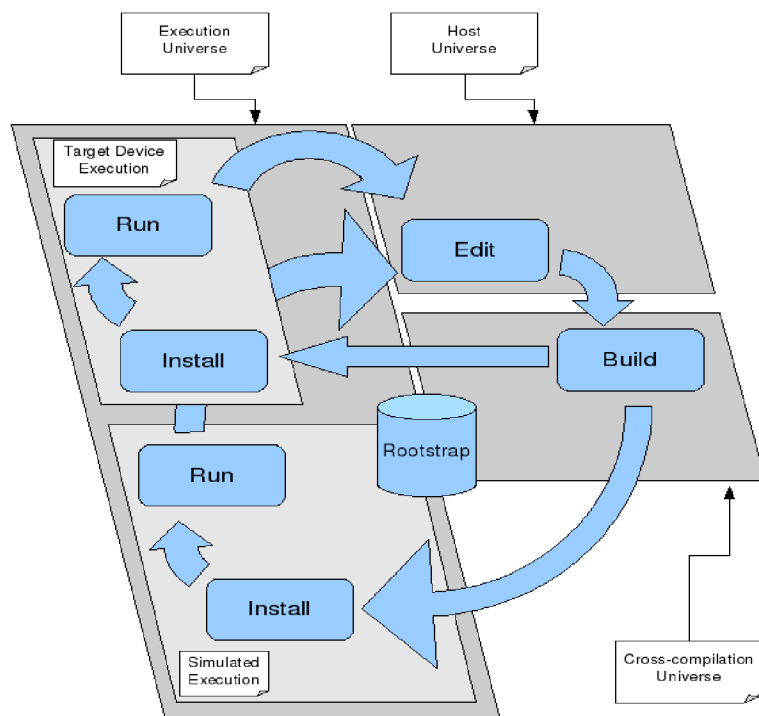 Execution
Universe
Host
Universe
Target Device
Execution
Run
Edit
Install
Build
Rootstrap
Run
Install
Simulated
Execution
Cross-compilation
Universe